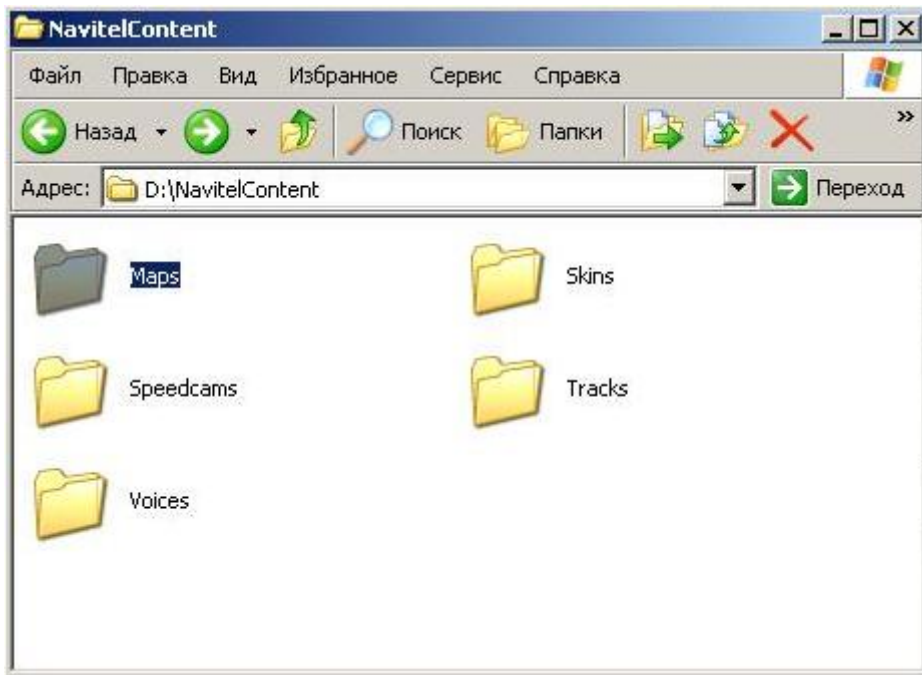 NavitelContent
Файл Правка Вид Избранное Сервис Справка
Назад Поиск Папки »
Адрес: D:\NavitelContent Переход
Maps Skins
Speedcams Tracks
Voices